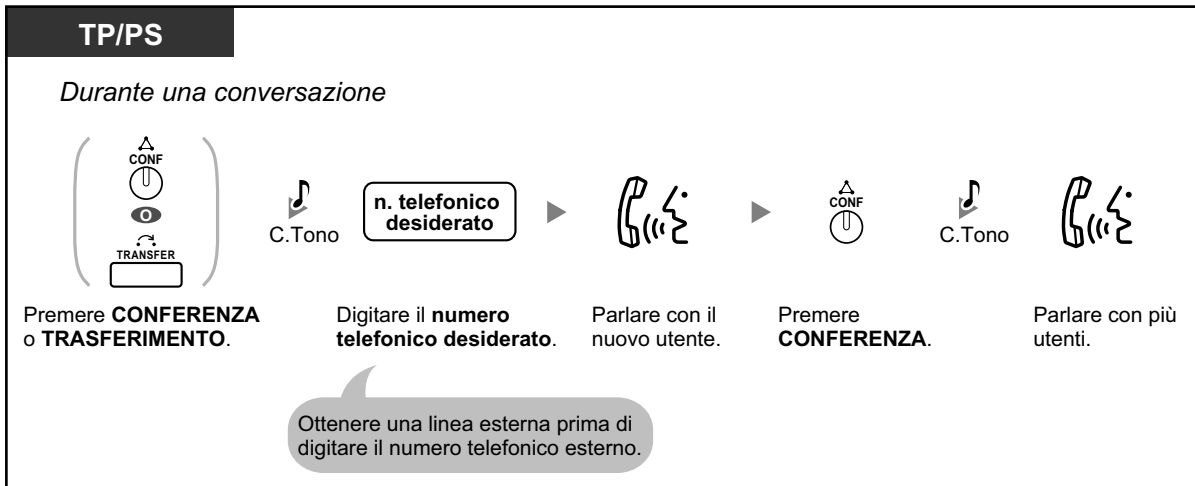 TP/PS
Durante una conversazione
CONF
O
TRANSFER
C.Tono
n. telefonico
desiderato
CONF
C.Tono
Premere CONFERENZA
o TRASFERIMENTO.
Digitare il numero
telefonico desiderato.
Parlare con il
nuovo utente.
Premere
CONFERENZA.
Parlare con più
utenti.
Ottenere una linea esterna prima di
digitare il numero telefonico esterno.